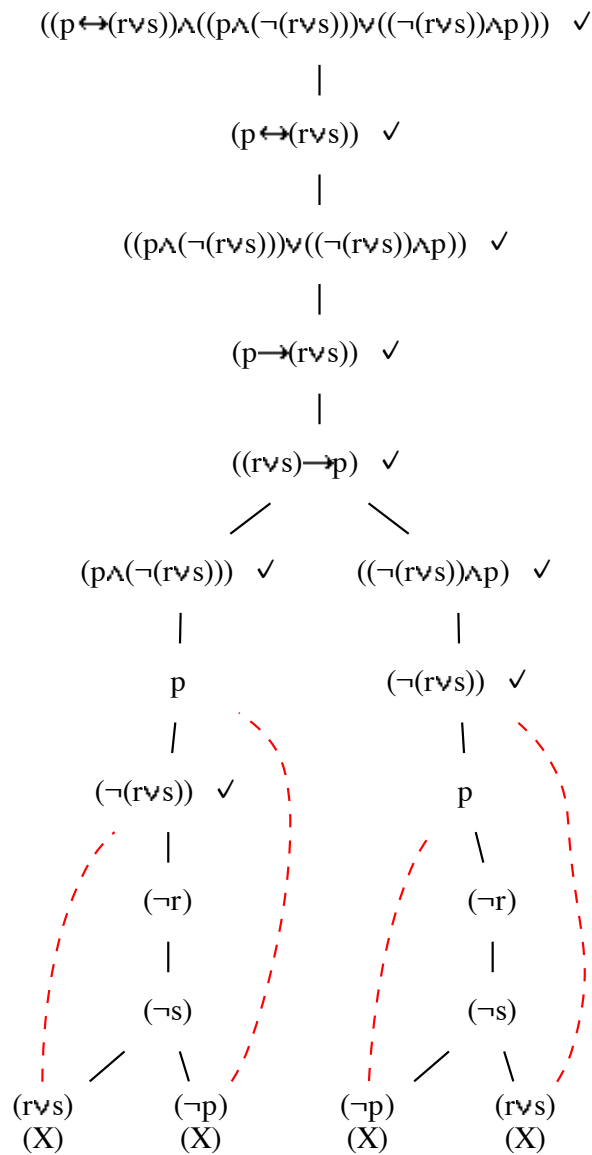 ((p↔(r∨s))∧((p∧(¬(r∨s)))∨((¬(r∨s))∧p))) ✓
(p↔(r∨s)) ✓
((p∧(¬(r∨s)))∨((¬(r∨s))∧p)) ✓
(p→(r∨s)) ✓
((r∨s)→p) ✓
(p∧(¬(r∨s))) ✓ ((¬(r∨s))∧p) ✓
p (¬(r∨s)) ✓
(¬(r∨s)) ✓ p
(¬r) (¬r)
(¬s) (¬s)
(r∨s) (¬p) (¬p) (r∨s)
(X) (X) (X) (X)